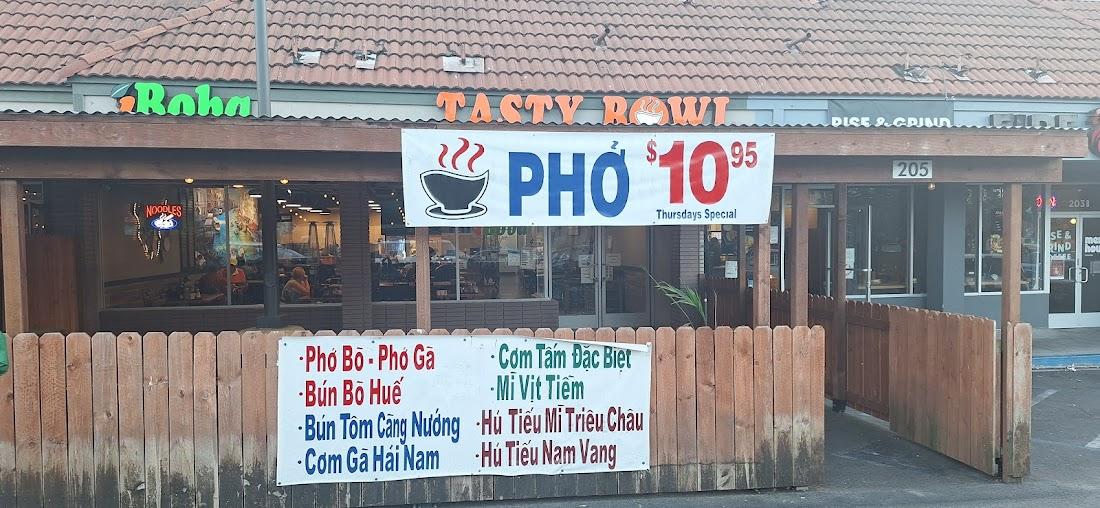 iBoba
TASTY BOWL
RISE & GRIND
PHỞ $10.95
Thursdays Special
205
NOODLES
2031
·Phở Bò - Phở Gà
·Bún Bò Huế
·Bún Tôm Càng Nướng
·Cơm Gà Hải Nam
·Cơm Tấm Đặc Biệt
·Mì Vịt Tiềm
·Hủ Tiếu Mì Triều Châu
·Hủ Tiếu Nam Vang